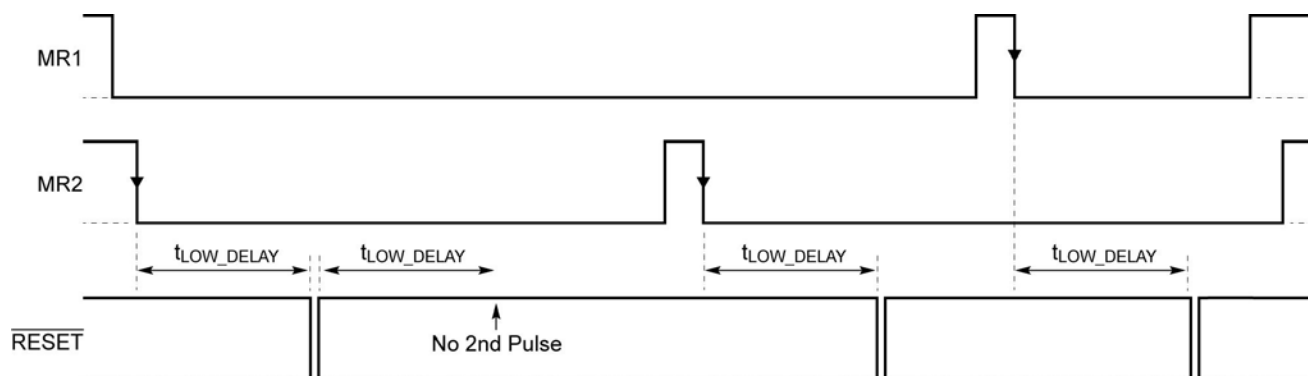 MR1
MR2
tLOW_DELAY tLOW_DELAY tLOW_DELAY tLOW_DELAY
RESET
No 2nd Pulse